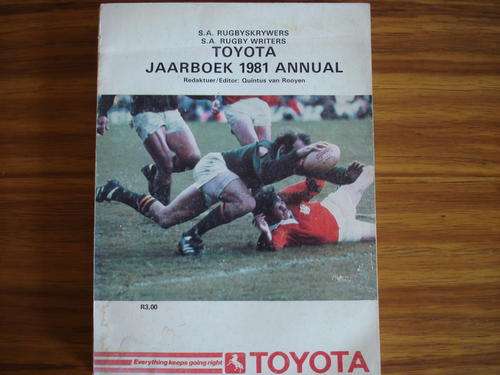 S.A. RUGBYSKRYWERS
S.A. RUGBY WRITERS
TOYOTA
JAARBOEK 1981 ANNUAL
Redakteur/Editor: Quintus van Rooyen
R3,00
Everything keeps going right
TOYOTA